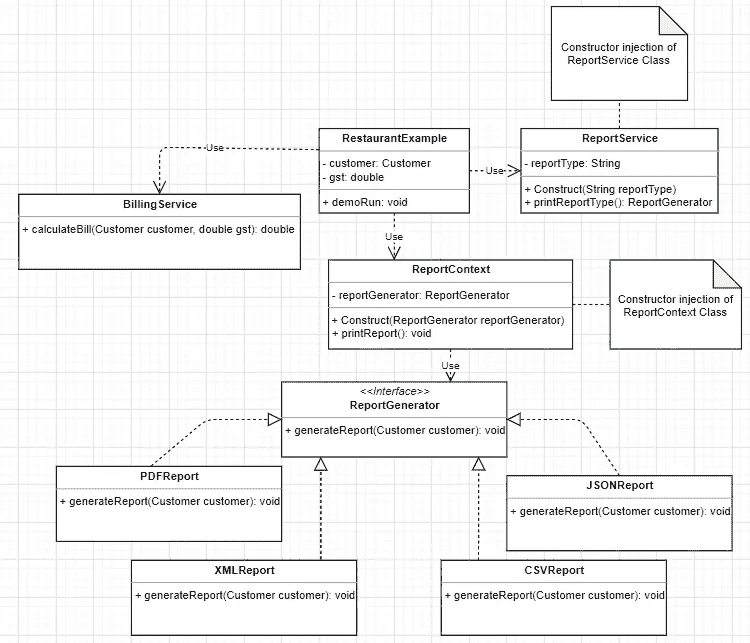 Constructor injection of
ReportService Class
RestaurantExample
- customer: Customer
- gst: double
+ demoRun: void
Use
ReportService
- reportType: String
+ Construct(String reportType)
+ printReportType(): ReportGenerator
Use
BillingService
+ calculateBill(Customer customer, double gst): double
Use
ReportContext
- reportGenerator: ReportGenerator
+ Construct(ReportGenerator reportGenerator)
+ printReport(): void
Constructor injection of
ReportContext Class
Use
<<Interface>>
ReportGenerator
+ generateReport(Customer customer): void
PDFReport
+ generateReport(Customer customer): void
JSONReport
+ generateReport(Customer customer): void
XMLReport
+ generateReport(Customer customer): void
CSVReport
+ generateReport(Customer customer): void